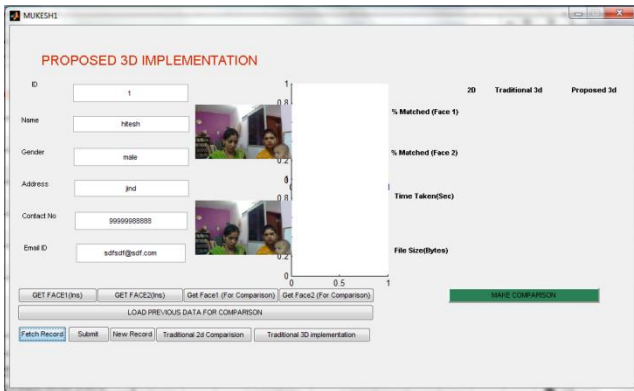 MUKESH1
PROPOSED 3D IMPLEMENTATION
ID 1
Name hitesh
Gender male
Address jind
Contact No 99999988888
Email ID sdfsdf@sdf.com
1
0.8
0.2
0
0.8
0.2
0
0 0.5 1
2D Traditional 3d Proposed 3d
% Matched (Face 1)
% Matched (Face 2)
Time Taken(Sec)
File Size(Bytes)
GET FACE1(Ins) GET FACE2(Ins) Get Face1 (For Comparison) Get Face2 (For Comparison)
MAKE COMPARISON
LOAD PREVIOUS DATA FOR COMPARISON
Fetch Record Submit New Record Traditional 2d Comparision Traditional 3D implementation